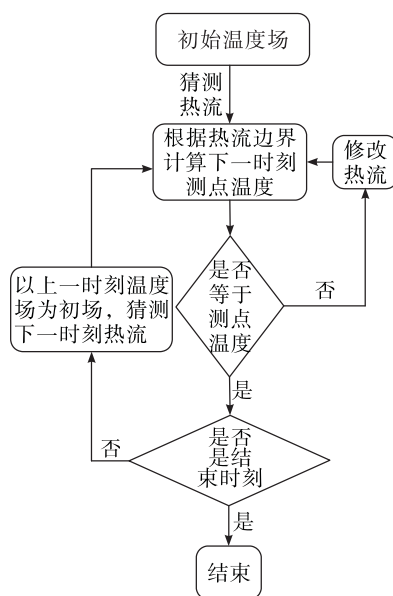 初始温度场
猜测
热流
根据热流边界
计算下一时刻
测点温度
修改
热流
是否
等于
测点
温度
否
以上一时刻温度
场为初场，猜测
下一时刻热流
是
是否
是结
束时刻
否
是
结束